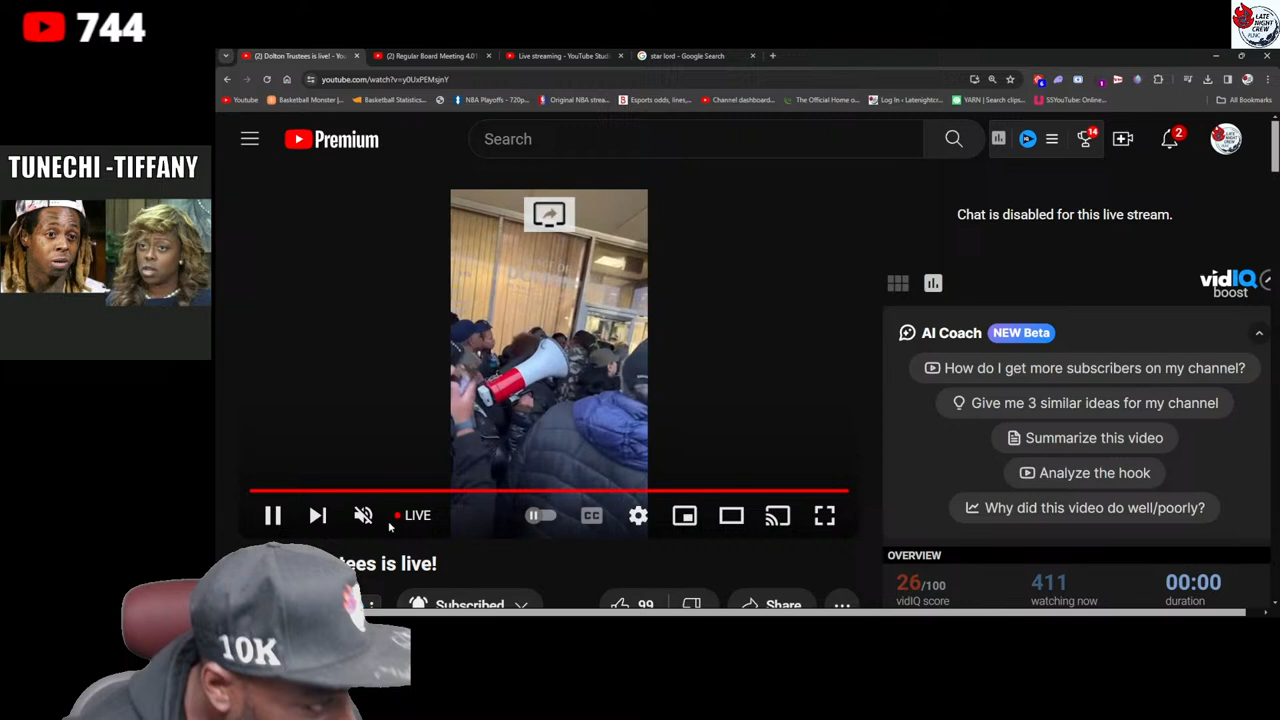 744
LATE
NIGHT
CREW
(2) Dolton Trustees is live! - You
(2) Regular Board Meeting 4.0
Live streaming - YouTube Studi
star lord - Google Search
youtube.com/watch?v=y0UxPEMsjnY
Youtube
Basketball Monster |
Basketball Statistics...
NBA Playoffs - 720p...
Original NBA strea...
Esports odds, lines,...
Channel dashboard...
The Official Home o...
Log In ‹ Latenightcr...
YARN | Search clips...
SSYouTube: Online...
All Bookmarks
Premium
Search
14
2
TUNECHI -TIFFANY
Chat is disabled for this live stream.
vidIQ
boost
AI Coach NEW Beta
How do I get more subscribers on my channel?
Give me 3 similar ideas for my channel
Summarize this video
Analyze the hook
Why did this video do well/poorly?
LIVE
CC
OVERVIEW
tees is live!
26/100 411 00:00
vidIQ score watching now duration
Subscribed
99
Share
10K